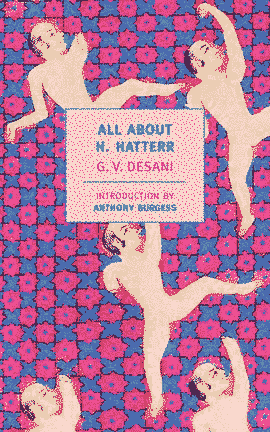 ALL ABOUT
H. HATTERR
G. V. DESANI
INTRODUCTION BY
ANTHONY BURGESS